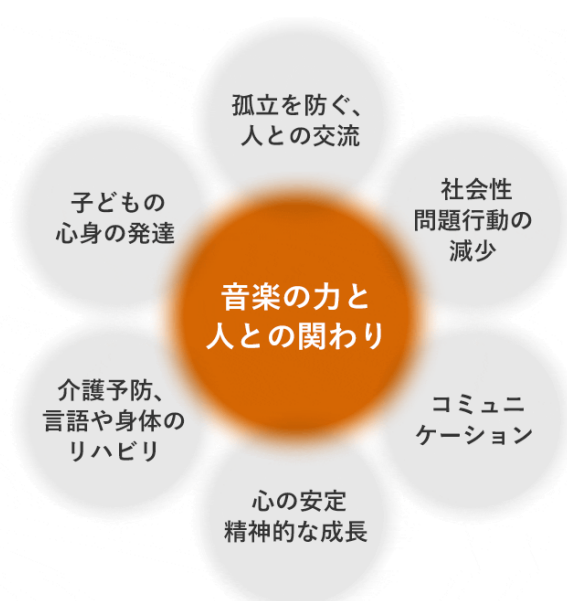 孤立を防ぐ、
人との交流
子どもの
心身の発達
社会性
問題行動の
減少
音楽の力と
人との関わり
介護予防、
言語や身体の
リハビリ
コミュニ
ケーション
心の安定
精神的な成長